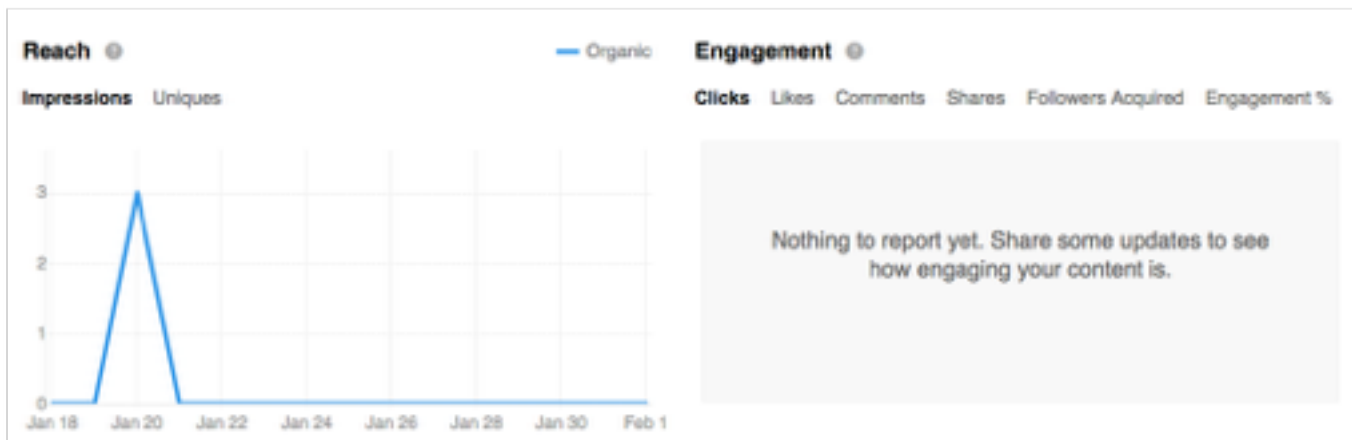 Reach
Organic
Impressions Uniques
3
2
1
0
Jan 18 Jan 20 Jan 22 Jan 24 Jan 26 Jan 28 Jan 30 Feb 1
Engagement
Clicks Likes Comments Shares Followers Acquired Engagement %
Nothing to report yet. Share some updates to see
how engaging your content is.